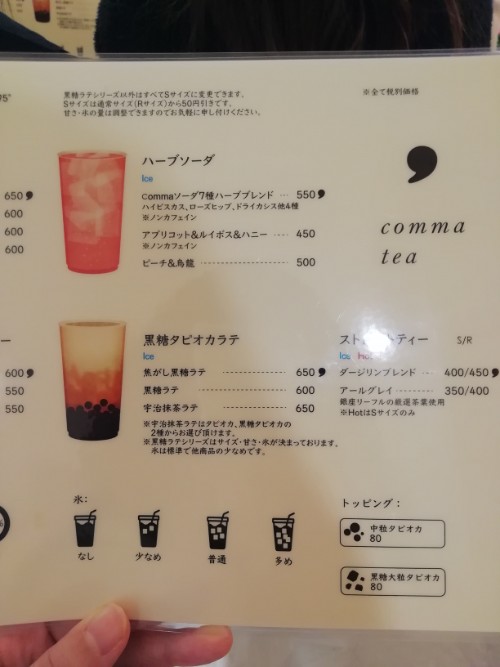 95°
黒糖ラテシリーズ以外はすべてSサイズに変更できます。
Sサイズは通常サイズ(Rサイズ)から50円引きです。
甘さ・氷の量は調整できますのでお気軽に申し付けください。
※全て税別価格
650
600
600
600
ハーブソーダ
Ice
commaソーダ7種ハーブブレンド 550
ハイビスカス、ローズヒップ、ドライカシス他4種
※ノンカフェイン
アプリコット&ルイボス&ハニー 450
※ノンカフェイン
ピーチ&烏龍 500
comma
tea
ー
600
550
550
黒糖タピオカラテ
Ice
焦がし黒糖ラテ 650
黒糖ラテ 600
宇治抹茶ラテ 650
※宇治抹茶ラテはタピオカ、黒糖タピオカの
2種からお選び頂けます。
※黒糖ラテシリーズはサイズ・甘さ・氷が決まっております。
氷は標準で他商品の少なめです。
ストレートティー S/R
Ice Hot
ダージリンブレンド 400/450
アールグレイ 350/400
銀座リーフルの厳選茶葉使用
※HotはSサイズのみ
氷:
なし
少なめ
普通
多め
トッピング:
中粒タピオカ
80
黒糖大粒タピオカ
80